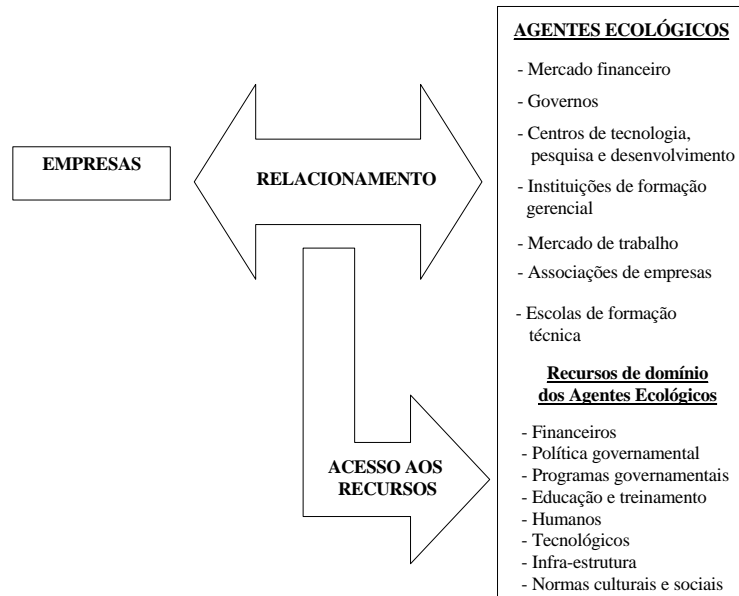 EMPRESAS
RELACIONAMENTO
ACESSO AOS
RECURSOS
AGENTES ECOLÓGICOS
- Mercado financeiro
- Governos
- Centros de tecnologia,
pesquisa e desenvolvimento
- Instituições de formação
gerencial
- Mercado de trabalho
- Associações de empresas
- Escolas de formação
técnica
Recursos de domínio
dos Agentes Ecológicos
- Financeiros
- Política governamental
- Programas governamentais
- Educação e treinamento
- Humanos
- Tecnológicos
- Infra-estrutura
- Normas culturais e sociais